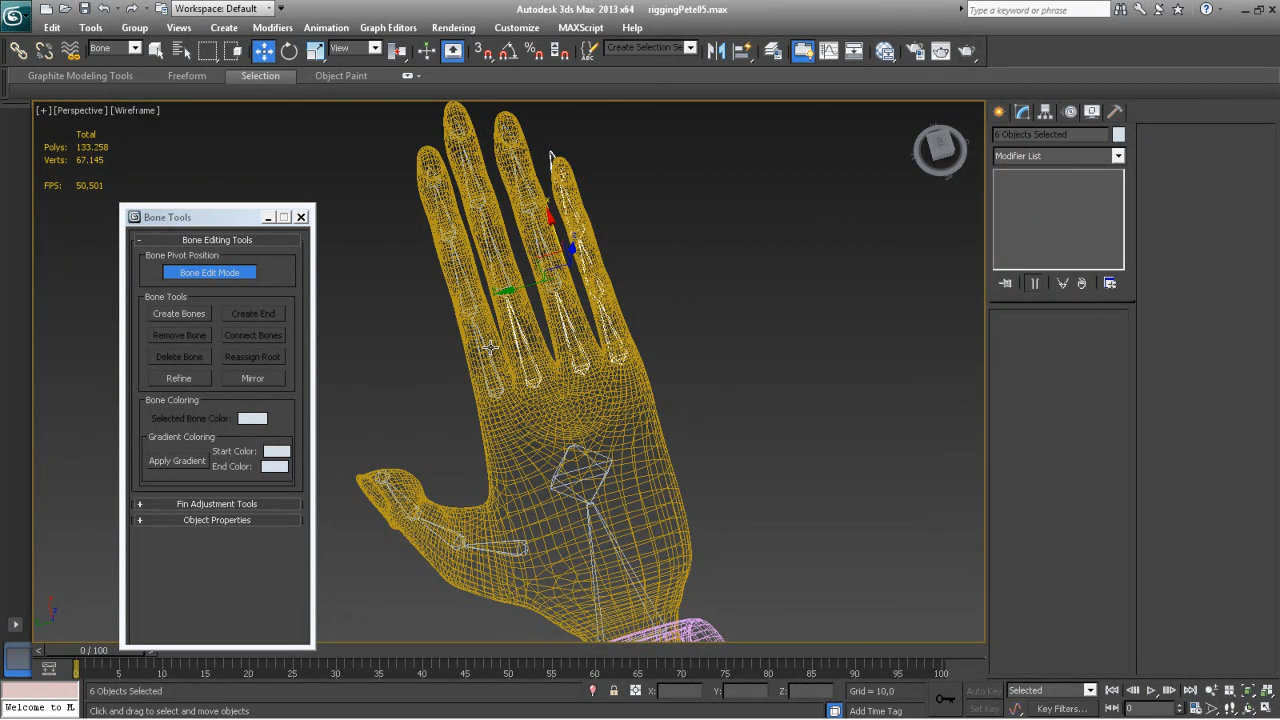 Workspace: Default
Autodesk 3ds Max 2013 x64
riggingPete05.max
Type a keyword or phrase
Edit
Tools
Group
Views
Create
Modifiers
Animation
Graph Editors
Rendering
Customize
MAXScript
Help
Bone
View
Create Selection Se
Graphite Modeling Tools
Freeform
Selection
Object Paint
[+] [Perspective] [Wireframe]
Total
Polys: 133.258
Verts: 67.145
FPS: 50,501
6 Objects Selected
Modifier List
Bone Tools
Bone Editing Tools
Bone Pivot Position
Bone Edit Mode
Bone Tools
Create Bones
Create End
Remove Bone
Connect Bones
Delete Bone
Reassign Root
Refine
Mirror
Bone Coloring
Selected Bone Color:
Gradient Coloring
Apply Gradient
Start Color:
End Color:
Fin Adjustment Tools
Object Properties
0 / 100
0 5 10 15 20 25 30 35 40 45 50 55 60 65 70 75 80 85 90 95 100
6 Objects Selected
X:
Y:
Z:
Grid = 10,0
Auto Key
Selected
Welcome to M
Click and drag to select and move objects
Add Time Tag
Set Key
Key Filters...
0